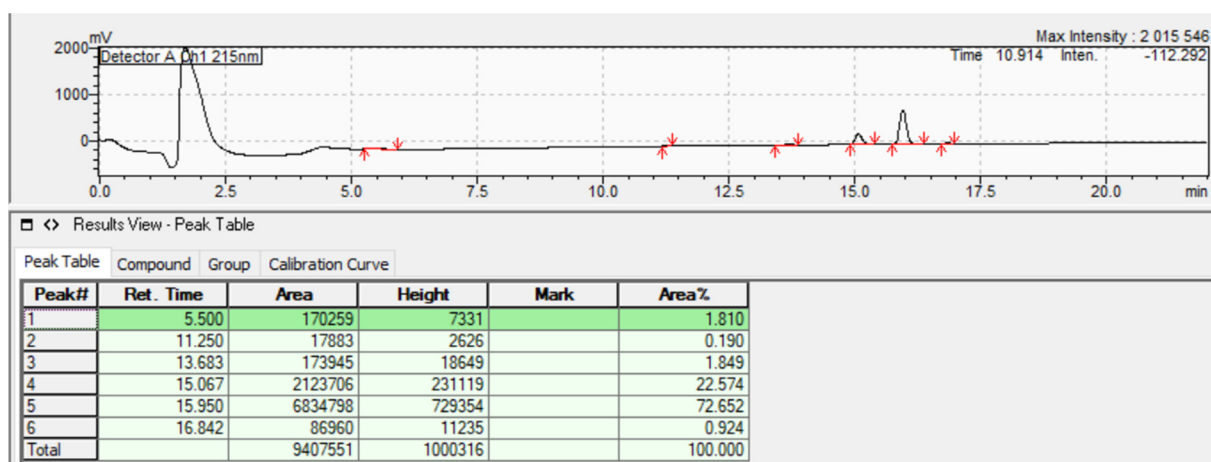 mV
Max Intensity : 2 015 546
2000
Detector A Ch1 215nm
Time 10.914 Inten. -112.292
1000
0
0.0 2.5 5.0 7.5 10.0 12.5 15.0 17.5 20.0 min
Results View - Peak Table
Peak Table Compound Group Calibration Curve
Peak# Ret. Time Area Height Mark Area%
1 5.500 170259 7331 1.810
2 11.250 17883 2626 0.190
3 13.683 173945 18649 1.849
4 15.067 2123706 231119 22.574
5 15.950 6834798 729354 72.652
6 16.842 86960 11235 0.924
Total 9407551 1000316 100.000